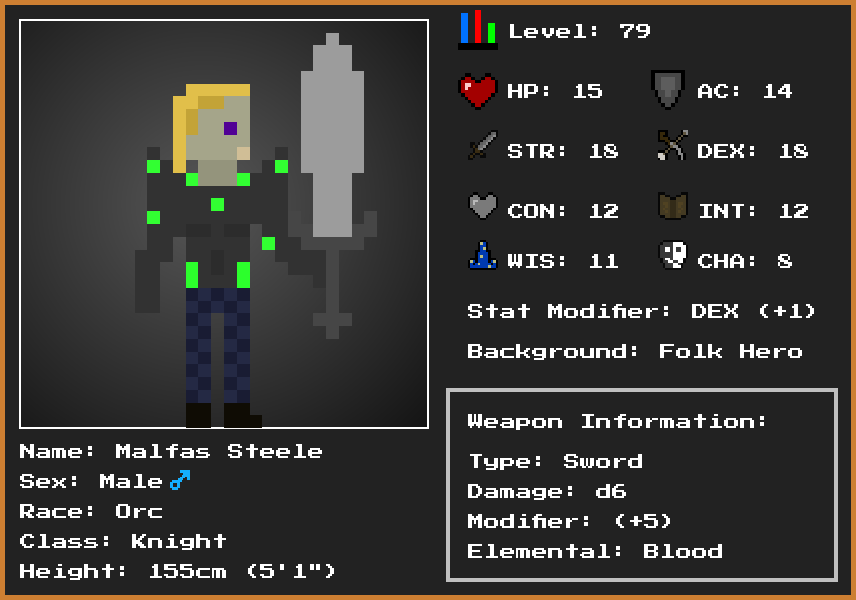 Level: 79
HP: 15
AC: 14
STR: 18
DEX: 18
CON: 12
INT: 12
WIS: 11
CHA: 8
Stat Modifier: DEX (+1)
Background: Folk Hero
Weapon Information:
Type: Sword
Damage: d6
Modifier: (+5)
Elemental: Blood
Name: Malfas Steele
Sex: Male♂
Race: Orc
Class: Knight
Height: 155cm (5'1")